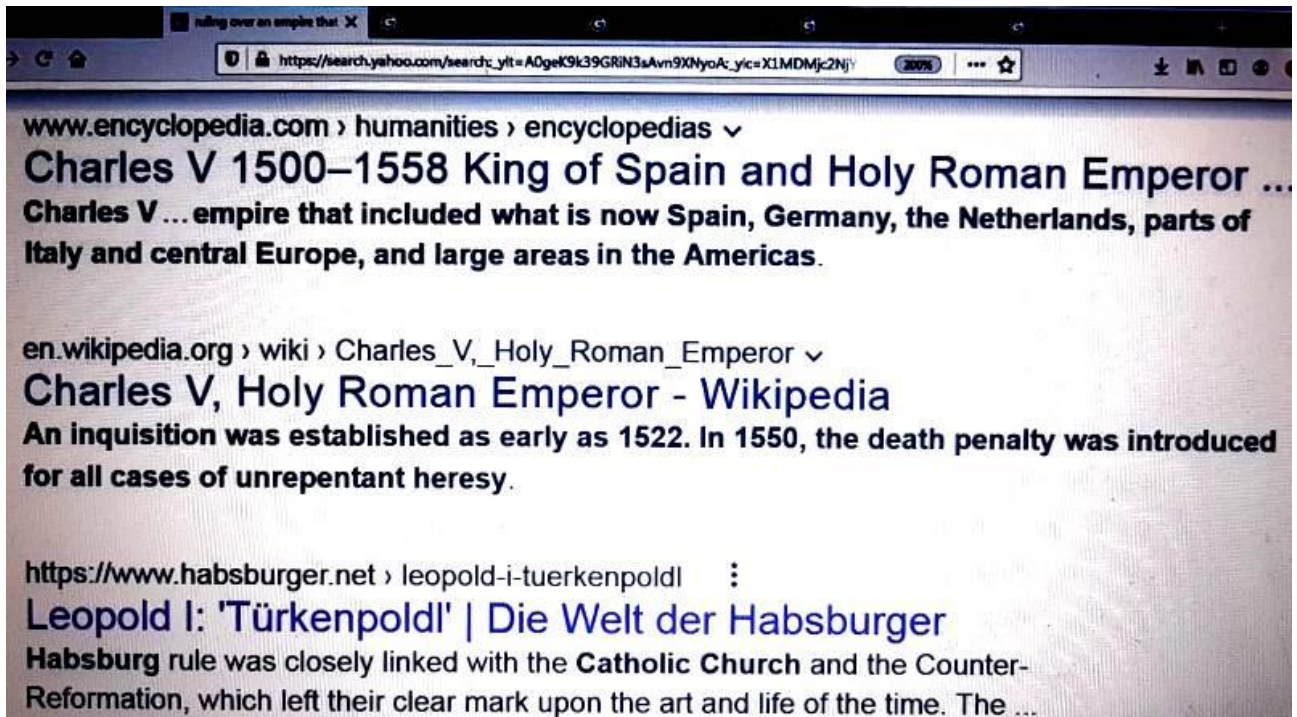 ruling over an empire that
https://search.yahoo.com/search;_ylt=A0geK9k39GRiN3sAvn9XNyoA;_ylc=X1MDMjc2NjY
200%
www.encyclopedia.com › humanities › encyclopedias
Charles V 1500–1558 King of Spain and Holy Roman Emperor ...
Charles V ... empire that included what is now Spain, Germany, the Netherlands, parts of
Italy and central Europe, and large areas in the Americas.
en.wikipedia.org › wiki › Charles_V,_Holy_Roman_Emperor
Charles V, Holy Roman Emperor - Wikipedia
An inquisition was established as early as 1522. In 1550, the death penalty was introduced
for all cases of unrepentant heresy.
https://www.habsburger.net › leopold-i-tuerkenpoldl
Leopold I: 'Türkenpoldl' | Die Welt der Habsburger
Habsburg rule was closely linked with the Catholic Church and the Counter-
Reformation, which left their clear mark upon the art and life of the time. The ...